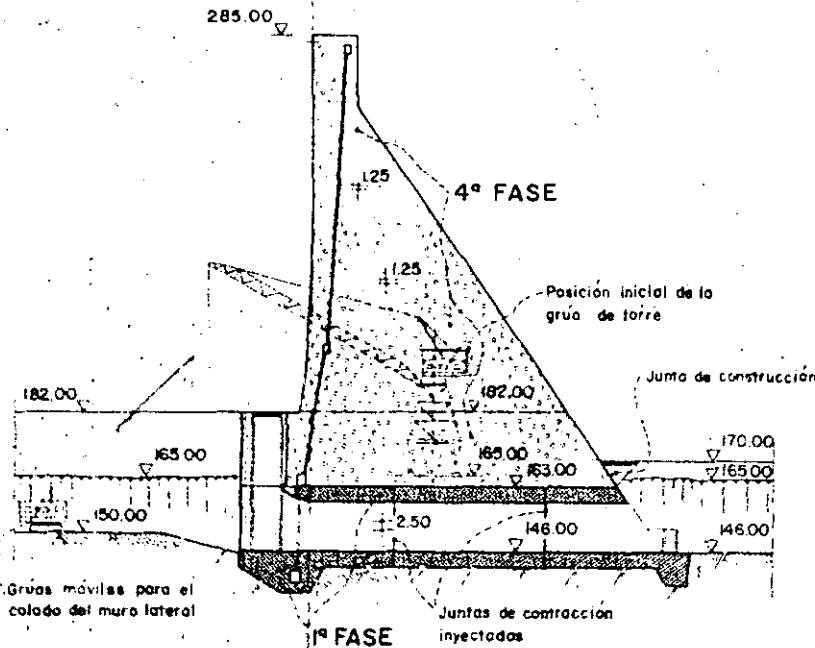 285.00
1.25
4ª FASE
1.25
Posición inicial de la
grúa de torre
Junta de construcción
182.00
182.00
170.00
165.00
165.00
163.00
165.00
150.00
2.50
146.00
146.00
Grúas móviles para el
colado del muro lateral
1ª FASE
Juntas de contracción
inyectadas